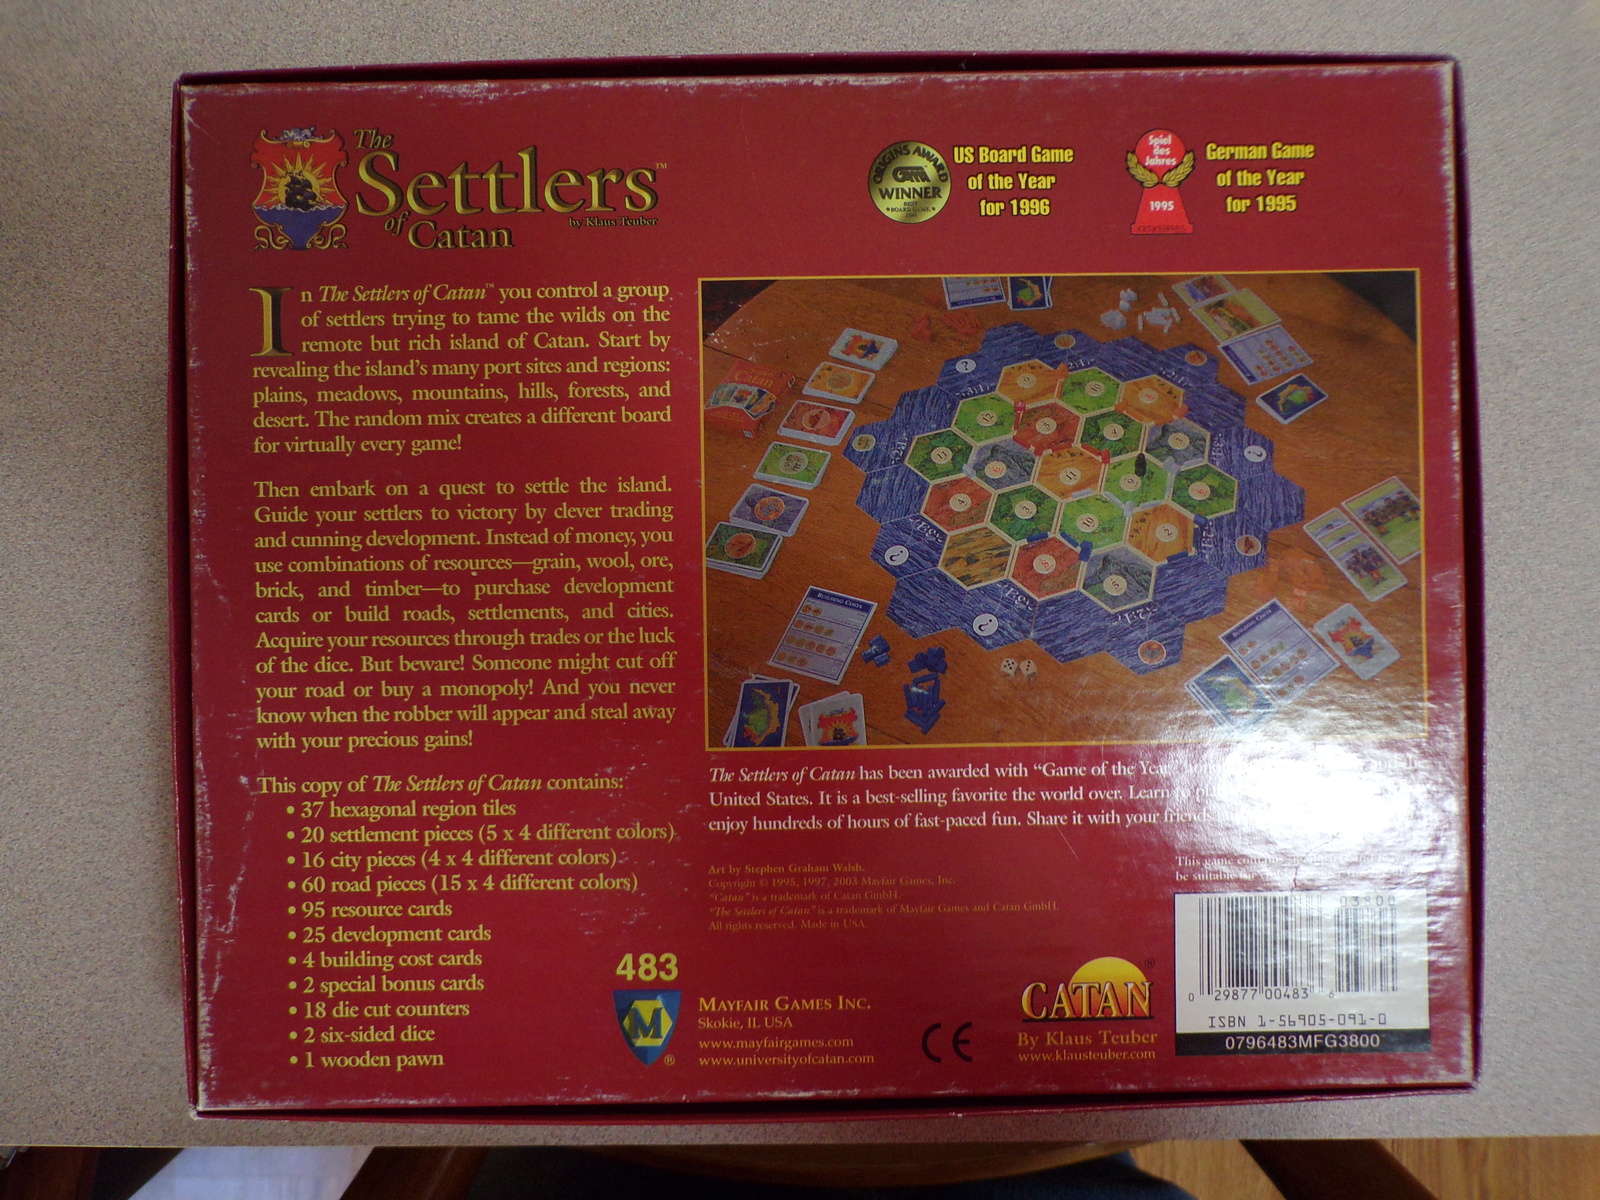 The
Settlers™
of Catan
by Klaus Teuber
ORIGINS AWARD
WINNER
US Board Game
of the Year
for 1996
Spiel
des
Jahres
1995
German Game
of the Year
for 1995
In The Settlers of Catan™ you control a group
of settlers trying to tame the wilds on the
remote but rich island of Catan. Start by
revealing the island's many port sites and regions:
plains, meadows, mountains, hills, forests, and
desert. The random mix creates a different board
for virtually every game!
Then embark on a quest to settle the island.
Guide your settlers to victory by clever trading
and cunning development. Instead of money, you
use combinations of resources—grain, wool, ore,
brick, and timber—to purchase development
cards or build roads, settlements, and cities.
Acquire your resources through trades or the luck
of the dice. But beware! Someone might cut off
your road or buy a monopoly! And you never
know when the robber will appear and steal away
with your precious gains!
This copy of The Settlers of Catan contains:
• 37 hexagonal region tiles
• 20 settlement pieces (5 x 4 different colors)
• 16 city pieces (4 x 4 different colors)
• 60 road pieces (15 x 4 different colors)
• 95 resource cards
• 25 development cards
• 4 building cost cards
• 2 special bonus cards
• 18 die cut counters
• 2 six-sided dice
• 1 wooden pawn
Catan
Building Costs
Building Costs
The Settlers of Catan has been awarded with "Game of the Year
United States. It is a best-selling favorite the world over. Learn
enjoy hundreds of hours of fast-paced fun. Share it with your friends
Art by Stephen Graham Walsh.
Copyright © 1995, 1997, 2003 Mayfair Games, Inc.
"Catan" is a trademark of Catan GmbH.
"The Settlers of Catan" is a trademark of Mayfair Games and Catan GmbH.
All rights reserved. Made in USA.
This game
be suitable for
483
M
®
MAYFAIR GAMES INC.
Skokie, IL USA
www.mayfairgames.com
www.universityofcatan.com
CE
CATAN®
By Klaus Teuber
www.klausteuber.com
03800
0 29877 00483 6
ISBN 1-56905-091-0
0796483MFG3800